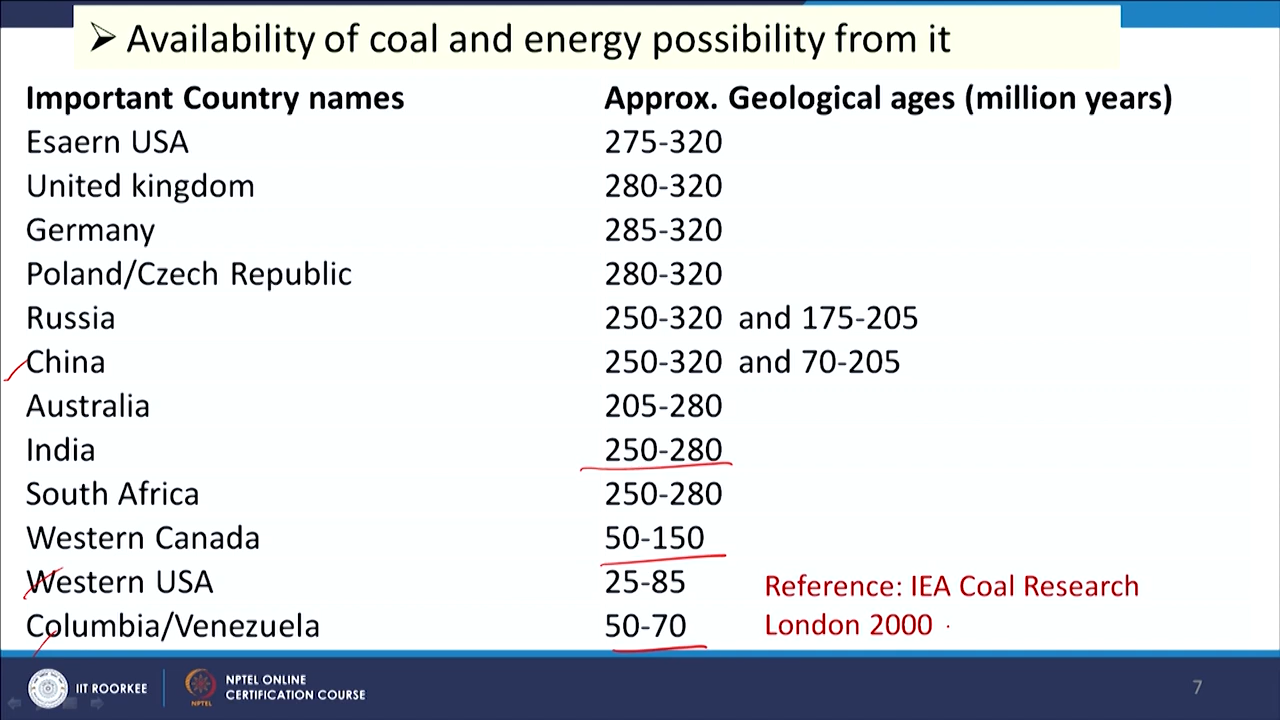 ➢ Availability of coal and energy possibility from it
Important Country names Approx. Geological ages (million years)
Esaern USA 275-320
United kingdom 280-320
Germany 285-320
Poland/Czech Republic 280-320
Russia 250-320 and 175-205
China 250-320 and 70-205
Australia 205-280
India 250-280
South Africa 250-280
Western Canada 50-150
Western USA 25-85
Columbia/Venezuela 50-70
Reference: IEA Coal Research
London 2000
IIT ROORKEE
NPTEL
NPTEL ONLINE
CERTIFICATION COURSE
7